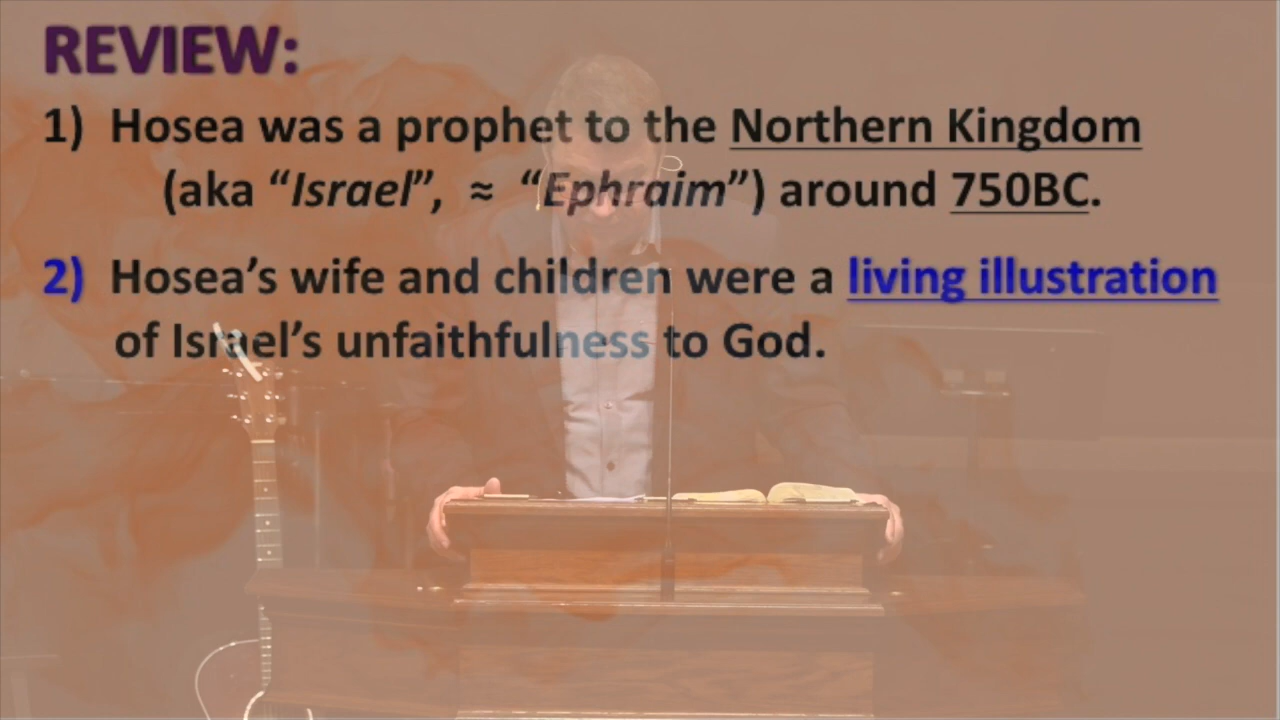 REVIEW:
1) Hosea was a prophet to the Northern Kingdom
(aka “Israel”, ≈ “Ephraim”) around 750BC.
2) Hosea’s wife and children were a living illustration
of Israel’s unfaithfulness to God.